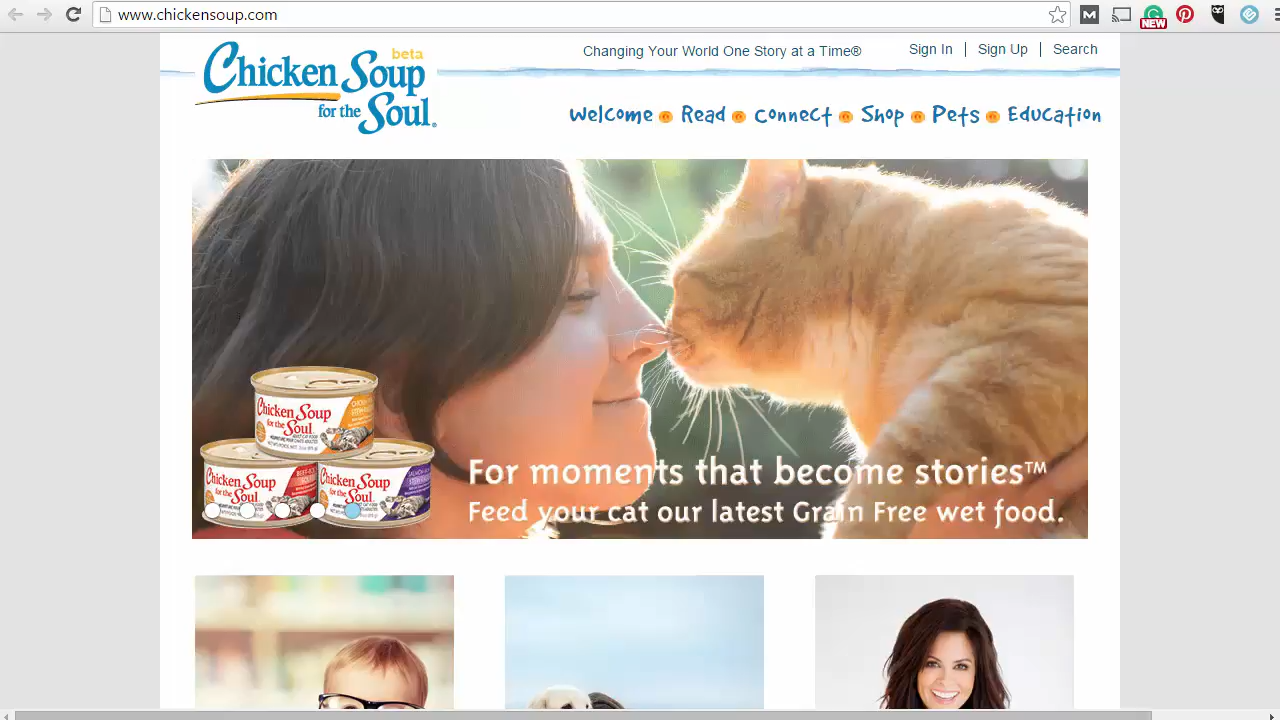 www.chickensoup.com
NEW
beta
Chicken Soup
for the
Soul®
Changing Your World One Story at a Time®
Sign In | Sign Up | Search
Welcome Read Connect Shop Pets Education
Chicken Soup
for the
Soul
Chicken Soup
for the
Soul
Chicken Soup
for the
Soul
For moments that become stories™
Feed your cat our latest Grain Free wet food.